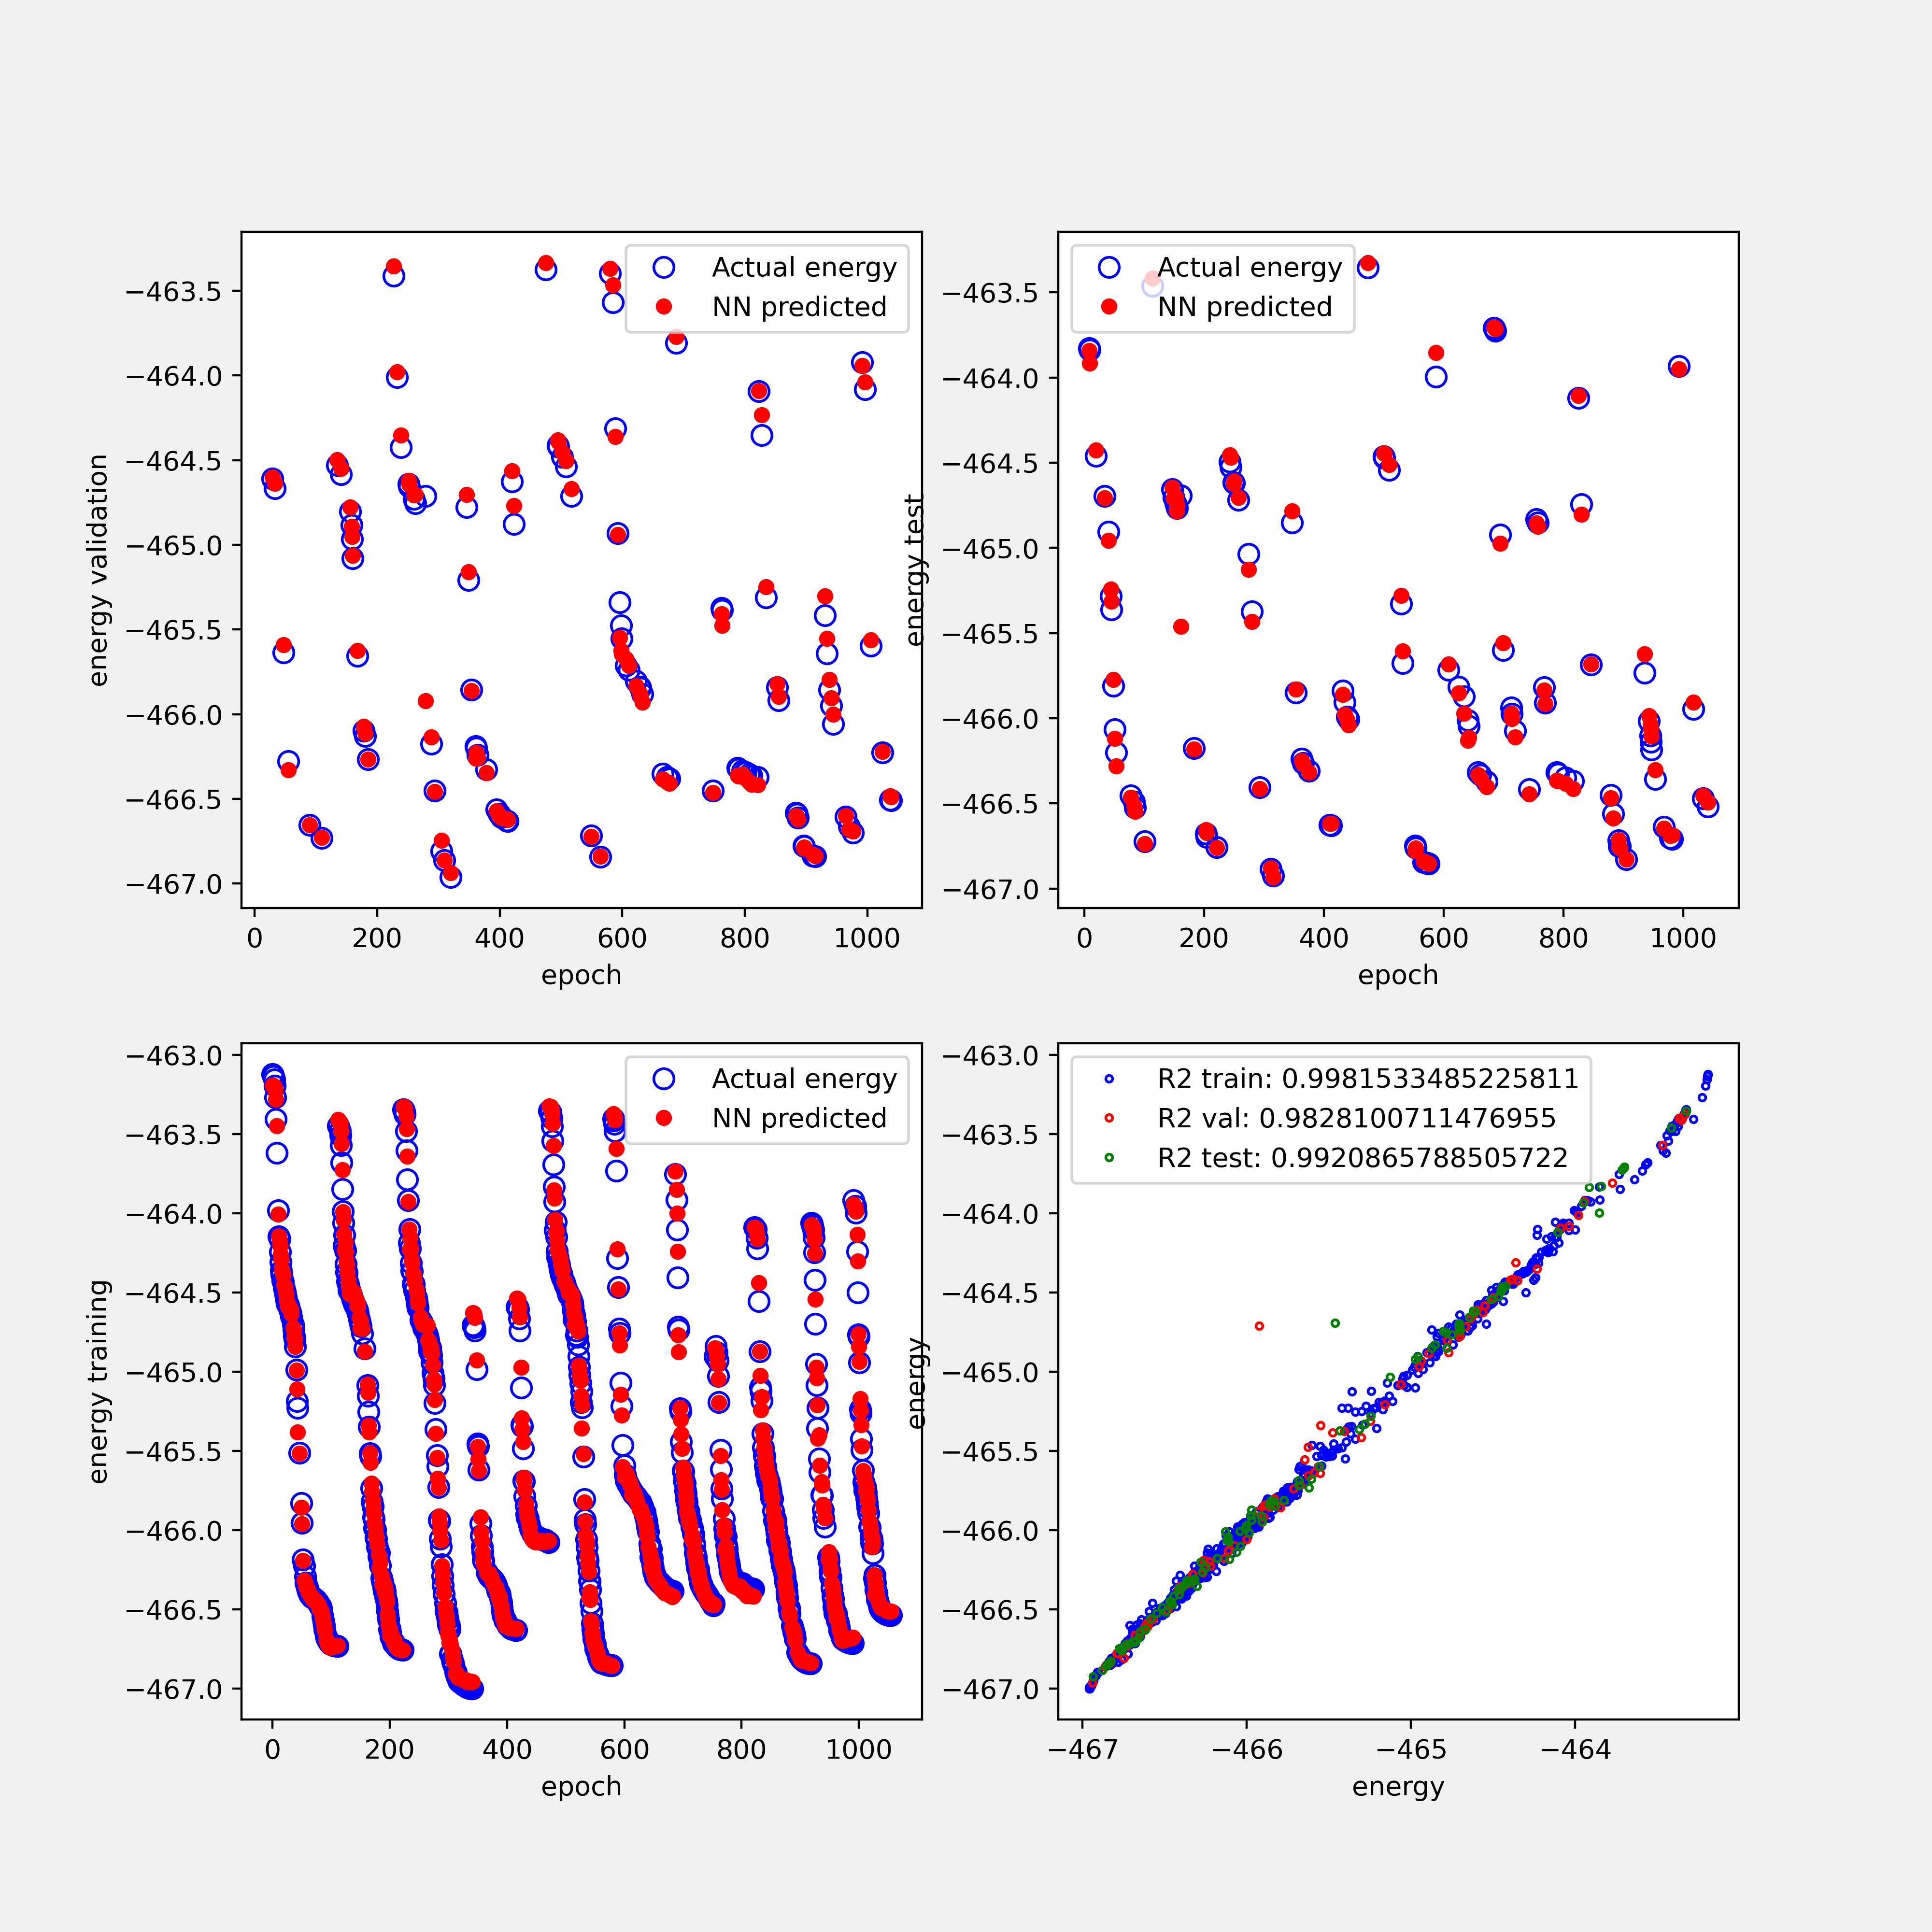 Actual energy
NN predicted
energy validation
−463.5
−464.0
−464.5
−465.0
−465.5
−466.0
−466.5
−467.0
0 200 400 600 800 1000
epoch
Actual energy
NN predicted
energy test
−463.5
−464.0
−464.5
−465.0
−465.5
−466.0
−466.5
−467.0
0 200 400 600 800 1000
epoch
Actual energy
NN predicted
energy training
−463.0
−463.5
−464.0
−464.5
−465.0
−465.5
−466.0
−466.5
−467.0
0 200 400 600 800 1000
epoch
R2 train: 0.9981533485225811
R2 val: 0.9828100711476955
R2 test: 0.9920865788505722
energy
−463.0
−463.5
−464.0
−464.5
−465.0
−465.5
−466.0
−466.5
−467.0
−467 −466 −465 −464
energy